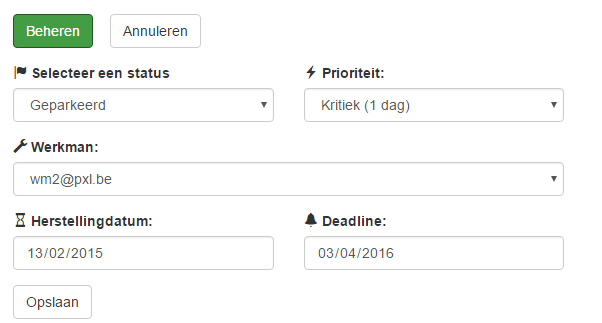 Beheren Annuleren
Selecteer een status Prioriteit:
Geparkeerd Kritiek (1 dag)
Werkman:
wm2@pxl.be
Herstellingdatum: Deadline:
13/02/2015 03/04/2016
Opslaan